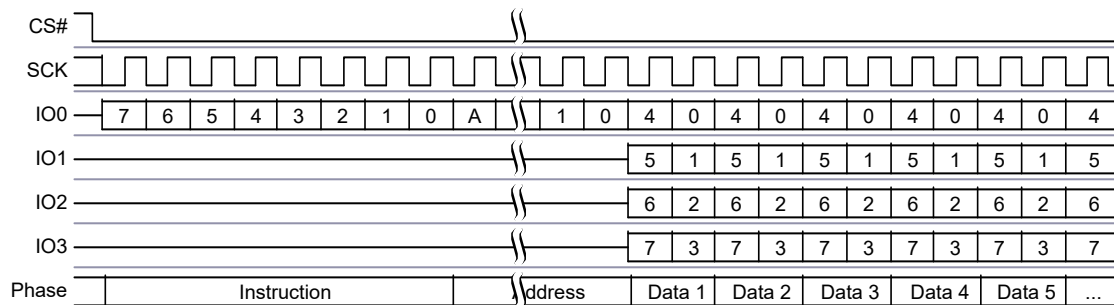 CS#
SCK
IO0 7 6 5 4 3 2 1 0 A 1 0 4 0 4 0 4 0 4 0 4 0 4
IO1 5 1 5 1 5 1 5 1 5 1 5
IO2 6 2 6 2 6 2 6 2 6 2 6
IO3 7 3 7 3 7 3 7 3 7 3 7
Phase Instruction Address Data 1 Data 2 Data 3 Data 4 Data 5 ...